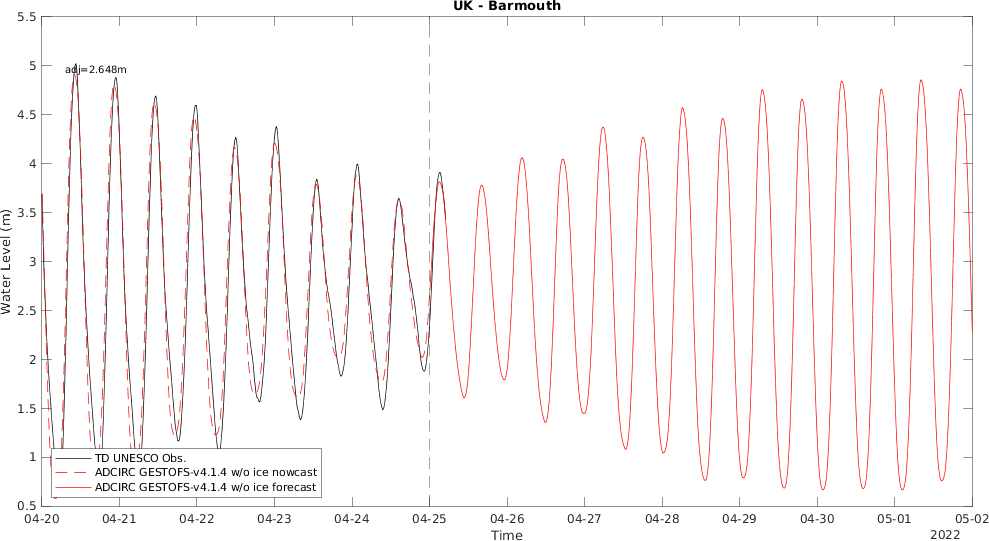 UK - Barmouth
5.5
5
4.5
4
3.5
3
2.5
2
1.5
1
0.5
Water Level (m)
adj=2.648m
TD UNESCO Obs.
ADCIRC GESTOFS-v4.1.4 w/o ice nowcast
ADCIRC GESTOFS-v4.1.4 w/o ice forecast
04-20 04-21 04-22 04-23 04-24 04-25 04-26 04-27 04-28 04-29 04-30 05-01 05-02
Time
2022